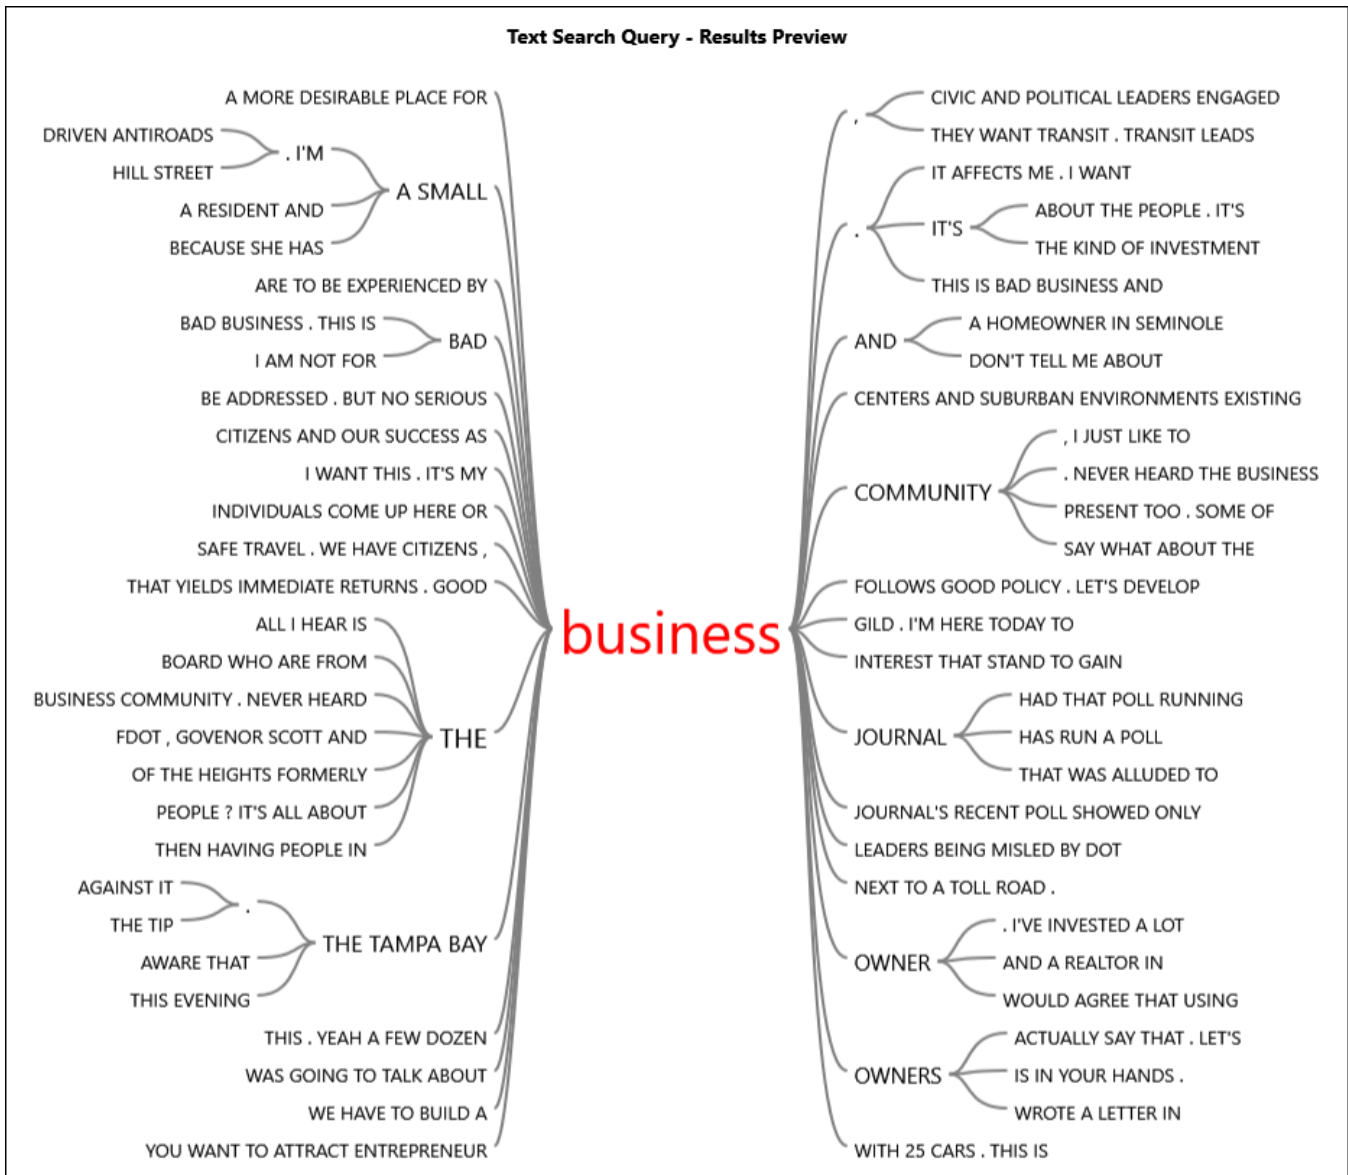 Text Search Query - Results Preview
A MORE DESIRABLE PLACE FOR
DRIVEN ANTIROADS
HILL STREET
. I'M
A RESIDENT AND
BECAUSE SHE HAS
A SMALL
ARE TO BE EXPERIENCED BY
BAD BUSINESS . THIS IS
I AM NOT FOR
BAD
BE ADDRESSED . BUT NO SERIOUS
CITIZENS AND OUR SUCCESS AS
I WANT THIS . IT'S MY
INDIVIDUALS COME UP HERE OR
SAFE TRAVEL . WE HAVE CITIZENS ,
THAT YIELDS IMMEDIATE RETURNS . GOOD
ALL I HEAR IS
BOARD WHO ARE FROM
BUSINESS COMMUNITY . NEVER HEARD
FDOT , GOVENOR SCOTT AND
OF THE HEIGHTS FORMERLY
PEOPLE ? IT'S ALL ABOUT
THEN HAVING PEOPLE IN
THE
AGAINST IT
THE TIP
.
AWARE THAT
THIS EVENING
THE TAMPA BAY
THIS . YEAH A FEW DOZEN
WAS GOING TO TALK ABOUT
WE HAVE TO BUILD A
YOU WANT TO ATTRACT ENTREPRENEUR
business
,
CIVIC AND POLITICAL LEADERS ENGAGED
THEY WANT TRANSIT . TRANSIT LEADS
.
IT AFFECTS ME . I WANT
IT'S
ABOUT THE PEOPLE . IT'S
THE KIND OF INVESTMENT
THIS IS BAD BUSINESS AND
AND
A HOMEOWNER IN SEMINOLE
DON'T TELL ME ABOUT
CENTERS AND SUBURBAN ENVIRONMENTS EXISTING
COMMUNITY
, I JUST LIKE TO
. NEVER HEARD THE BUSINESS
PRESENT TOO . SOME OF
SAY WHAT ABOUT THE
FOLLOWS GOOD POLICY . LET'S DEVELOP
GILD . I'M HERE TODAY TO
INTEREST THAT STAND TO GAIN
JOURNAL
HAD THAT POLL RUNNING
HAS RUN A POLL
THAT WAS ALLUDED TO
JOURNAL'S RECENT POLL SHOWED ONLY
LEADERS BEING MISLED BY DOT
NEXT TO A TOLL ROAD .
OWNER
. I'VE INVESTED A LOT
AND A REALTOR IN
WOULD AGREE THAT USING
OWNERS
ACTUALLY SAY THAT . LET'S
IS IN YOUR HANDS .
WROTE A LETTER IN
WITH 25 CARS . THIS IS